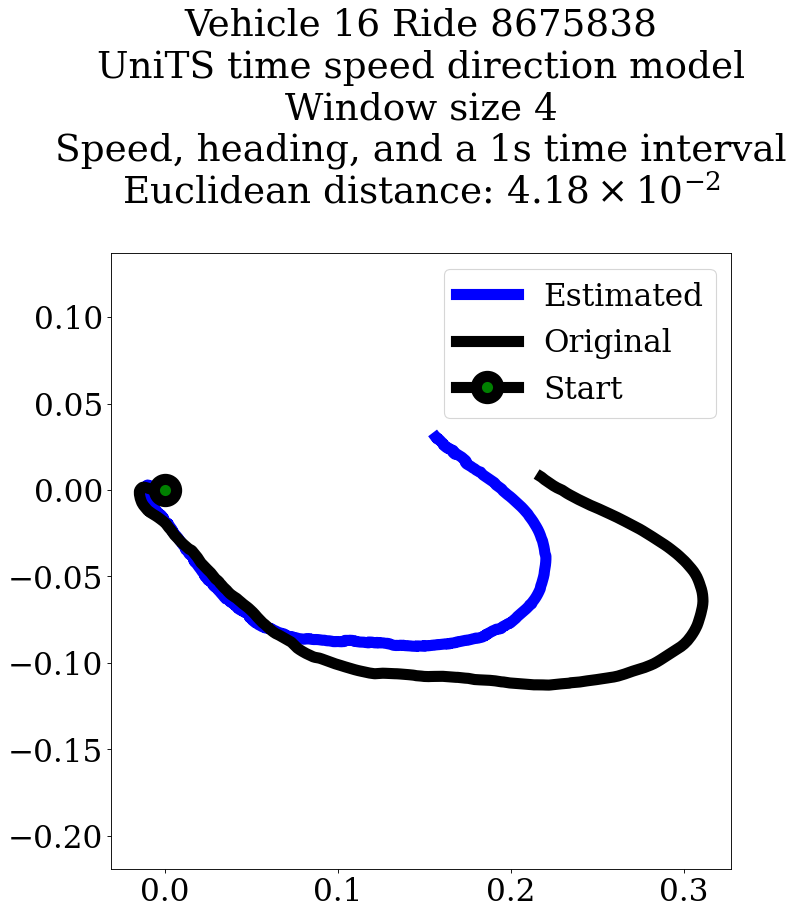 Vehicle 16 Ride 8675838
UniTS time speed direction model
Window size 4
Speed, heading, and a 1s time interval
Euclidean distance: 4.18 × 10⁻²
Estimated
Original
Start
0.10
0.05
0.00
−0.05
−0.10
−0.15
−0.20
0.0 0.1 0.2 0.3